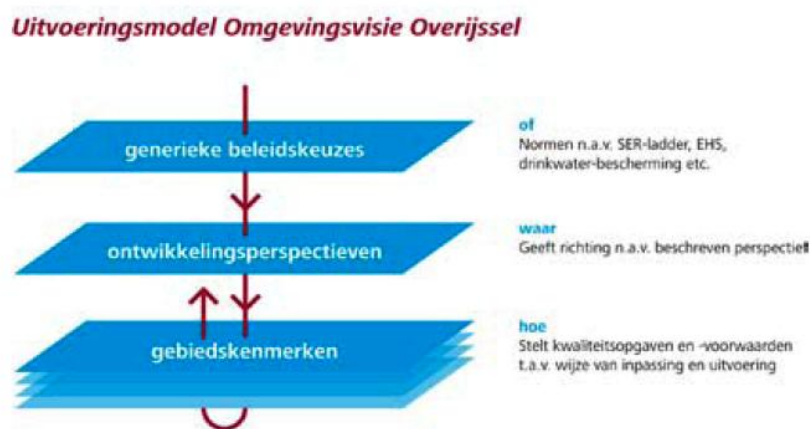 Uitvoeringsmodel Omgevingsvisie Overijssel
generieke beleidskeuzes
of
Normen n.a.v. SER-ladder, EHS,
drinkwater-bescherming etc.
ontwikkelingsperspectieven
waar
Geeft richting n.a.v. beschreven perspectief
gebiedskenmerken
hoe
Stelt kwaliteitsopgaven en -voorwaarden
t.a.v. wijze van inpassing en uitvoering